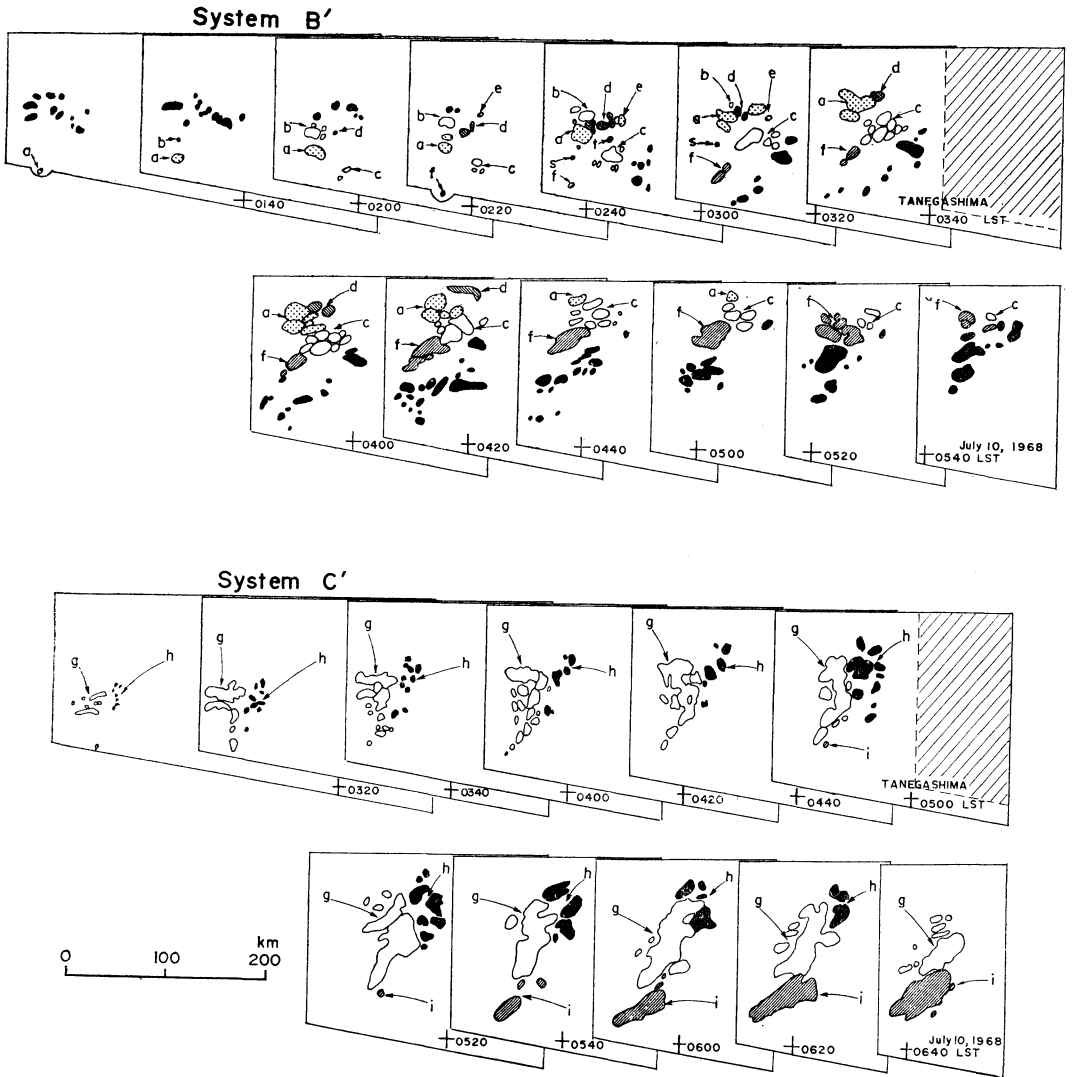 System B′
a
b
a
b
a
d
c
b
a
e
d
c
f
b
d
e
a
f
c
s
f
b
d
e
a
s
c
f
d
a
c
f
0140
0200
0220
0240
0300
0320
TANEGASHIMA
0340 LST
a
d
c
f
a
d
c
f
a
c
f
a
c
f
f
c
f
c
0400
0420
0440
0500
0520
July 10, 1968
0540 LST
System C′
g
h
g
h
g
h
g
h
g
h
g
h
i
0320
0340
0400
0420
0440
TANEGASHIMA
0500 LST
g
h
i
g
h
i
g
h
i
g
h
i
g
i
km
0 100 200
0520
0540
0600
0620
July 10, 1968
0640 LST